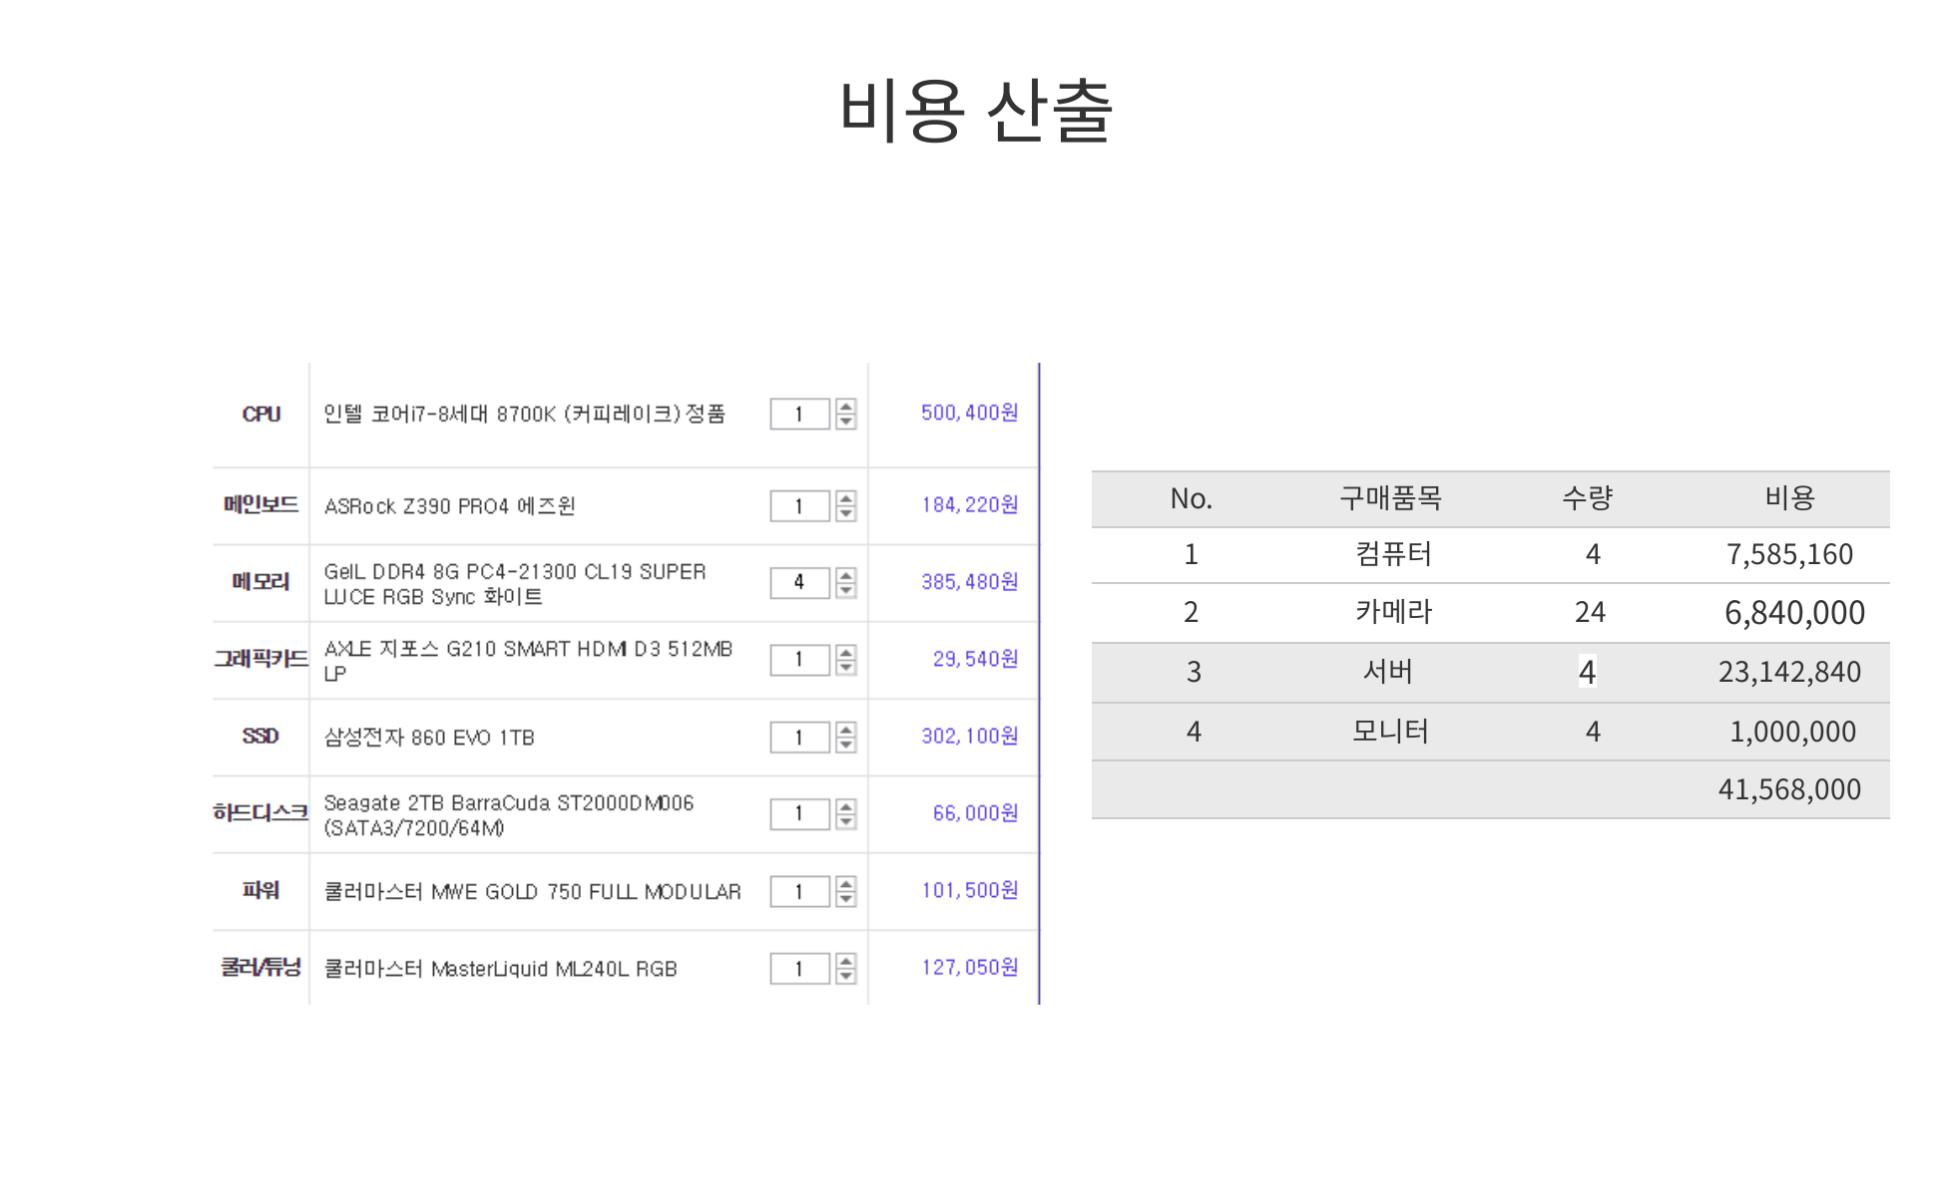 비용 산출
CPU 인텔 코어i7-8세대 8700K (커피레이크) 정품 1 500,400원
메인보드 ASRock Z390 PRO4 에즈윈 1 184,220원
메모리 GeIL DDR4 8G PC4-21300 CL19 SUPER
LUCE RGB Sync 화이트 4 385,480원
그래픽카드 AXLE 지포스 G210 SMART HDMI D3 512MB
LP 1 29,540원
SSD 삼성전자 860 EVO 1TB 1 302,100원
하드디스크 Seagate 2TB BarraCuda ST2000DM006
(SATA3/7200/64M) 1 66,000원
파워 쿨러마스터 MWE GOLD 750 FULL MODULAR 1 101,500원
쿨러/튜닝 쿨러마스터 MasterLiquid ML240L RGB 1 127,050원
No. 구매품목 수량 비용
1 컴퓨터 4 7,585,160
2 카메라 24 6,840,000
3 서버 4 23,142,840
4 모니터 4 1,000,000
41,568,000